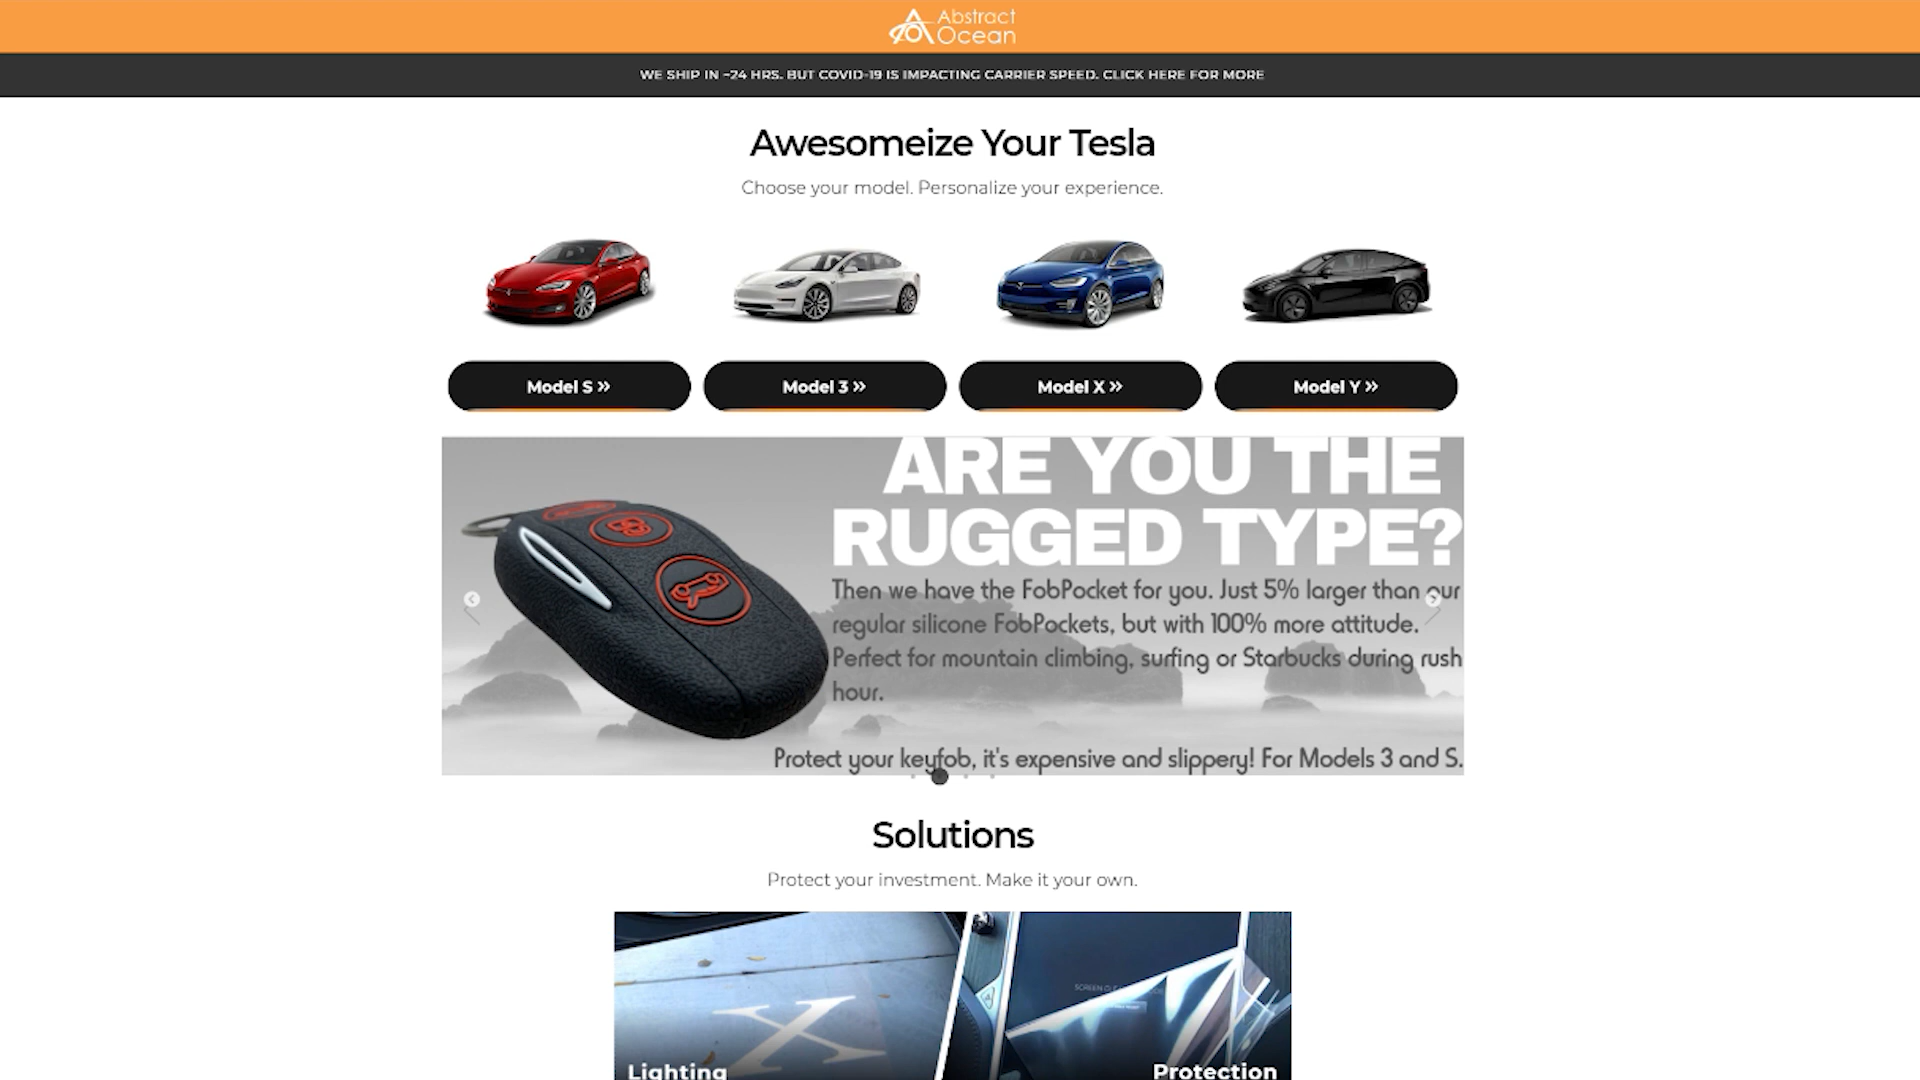 Abstract
Ocean
WE SHIP IN ~24 HRS. BUT COVID-19 IS IMPACTING CARRIER SPEED. CLICK HERE FOR MORE
Awesomeize Your Tesla
Choose your model. Personalize your experience.
Model S »
Model 3 »
Model X »
Model Y »
ARE YOU THE
RUGGED TYPE?
Then we have the FobPocket for you. Just 5% larger than our
regular silicone FobPockets, but with 100% more attitude.
Perfect for mountain climbing, surfing or Starbucks during rush
hour.
Protect your keyfob, it's expensive and slippery! For Models 3 and S.
Solutions
Protect your investment. Make it your own.
X
Lighting
Protection